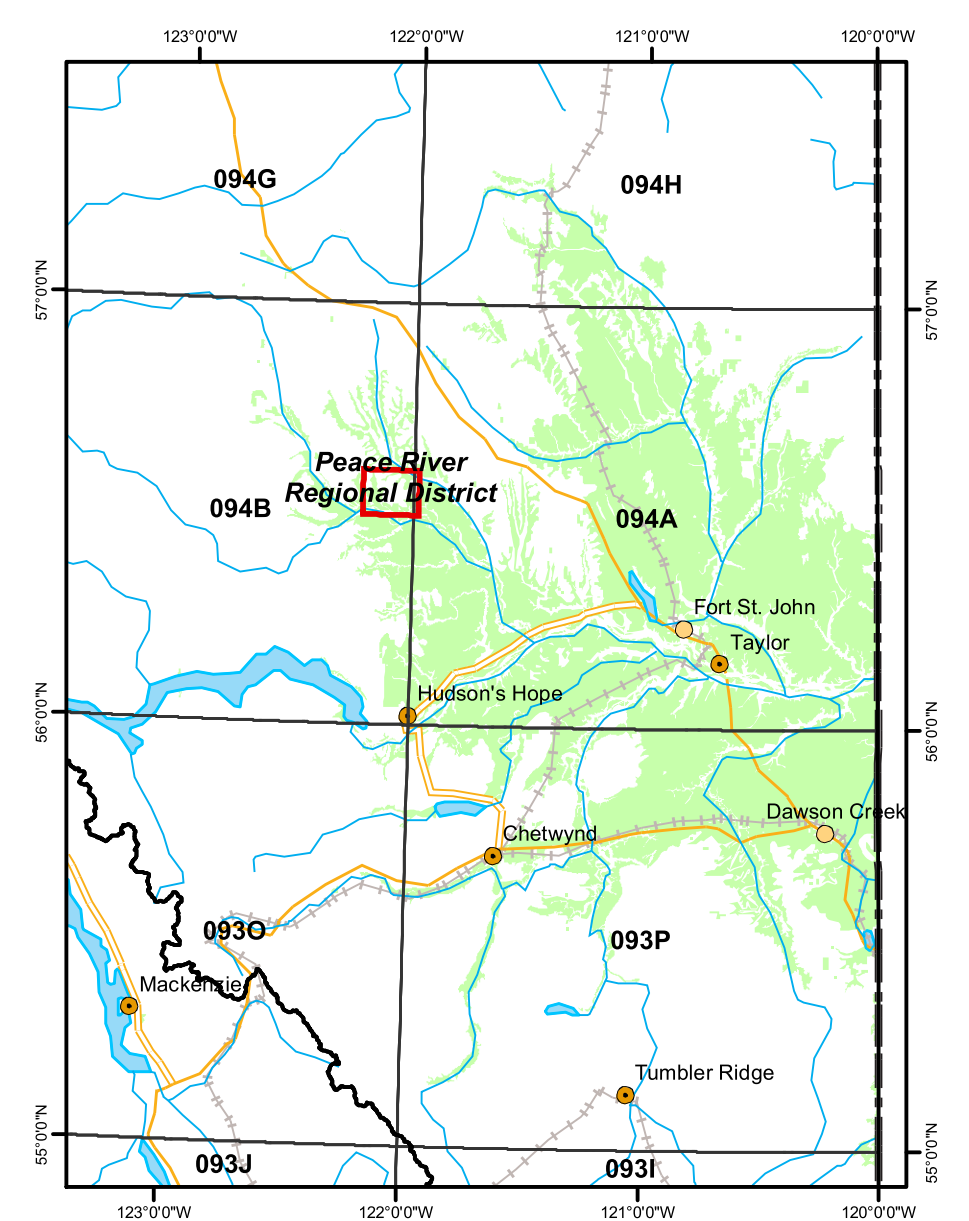 123°0'0"W
122°0'0"W
121°0'0"W
120°0'0"W
094G
094H
57°0'0"N
57°0'0"N
Peace River
Regional District
094B
094A
Fort St. John
Taylor
Hudson's Hope
56°0'0"N
56°0'0"N
Dawson Creek
Chetwynd
093O
093P
Mackenzie
Tumbler Ridge
55°0'0"N
55°0'0"N
093J
093I
123°0'0"W
122°0'0"W
121°0'0"W
120°0'0"W